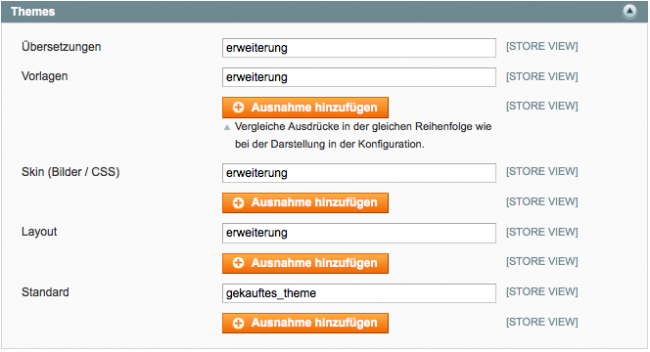 Themes
Übersetzungen erweiterung [STORE VIEW]
Vorlagen erweiterung [STORE VIEW]
Ausnahme hinzufügen [STORE VIEW]
Vergleiche Ausdrücke in der gleichen Reihenfolge wie
bei der Darstellung in der Konfiguration.
Skin (Bilder / CSS) erweiterung [STORE VIEW]
Ausnahme hinzufügen [STORE VIEW]
Layout erweiterung [STORE VIEW]
Ausnahme hinzufügen [STORE VIEW]
Standard gekauftes_theme [STORE VIEW]
Ausnahme hinzufügen [STORE VIEW]